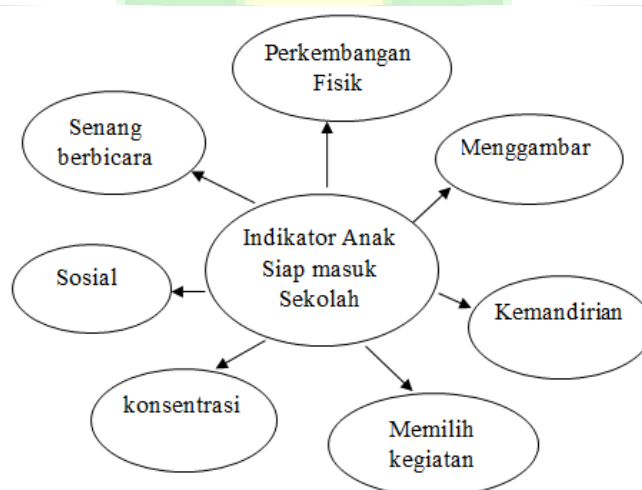 Perkembangan
Fisik
Senang
berbicara
Menggambar
Indikator Anak
Siap masuk
Sekolah
Sosial
Kemandirian
konsentrasi
Memilih
kegiatan